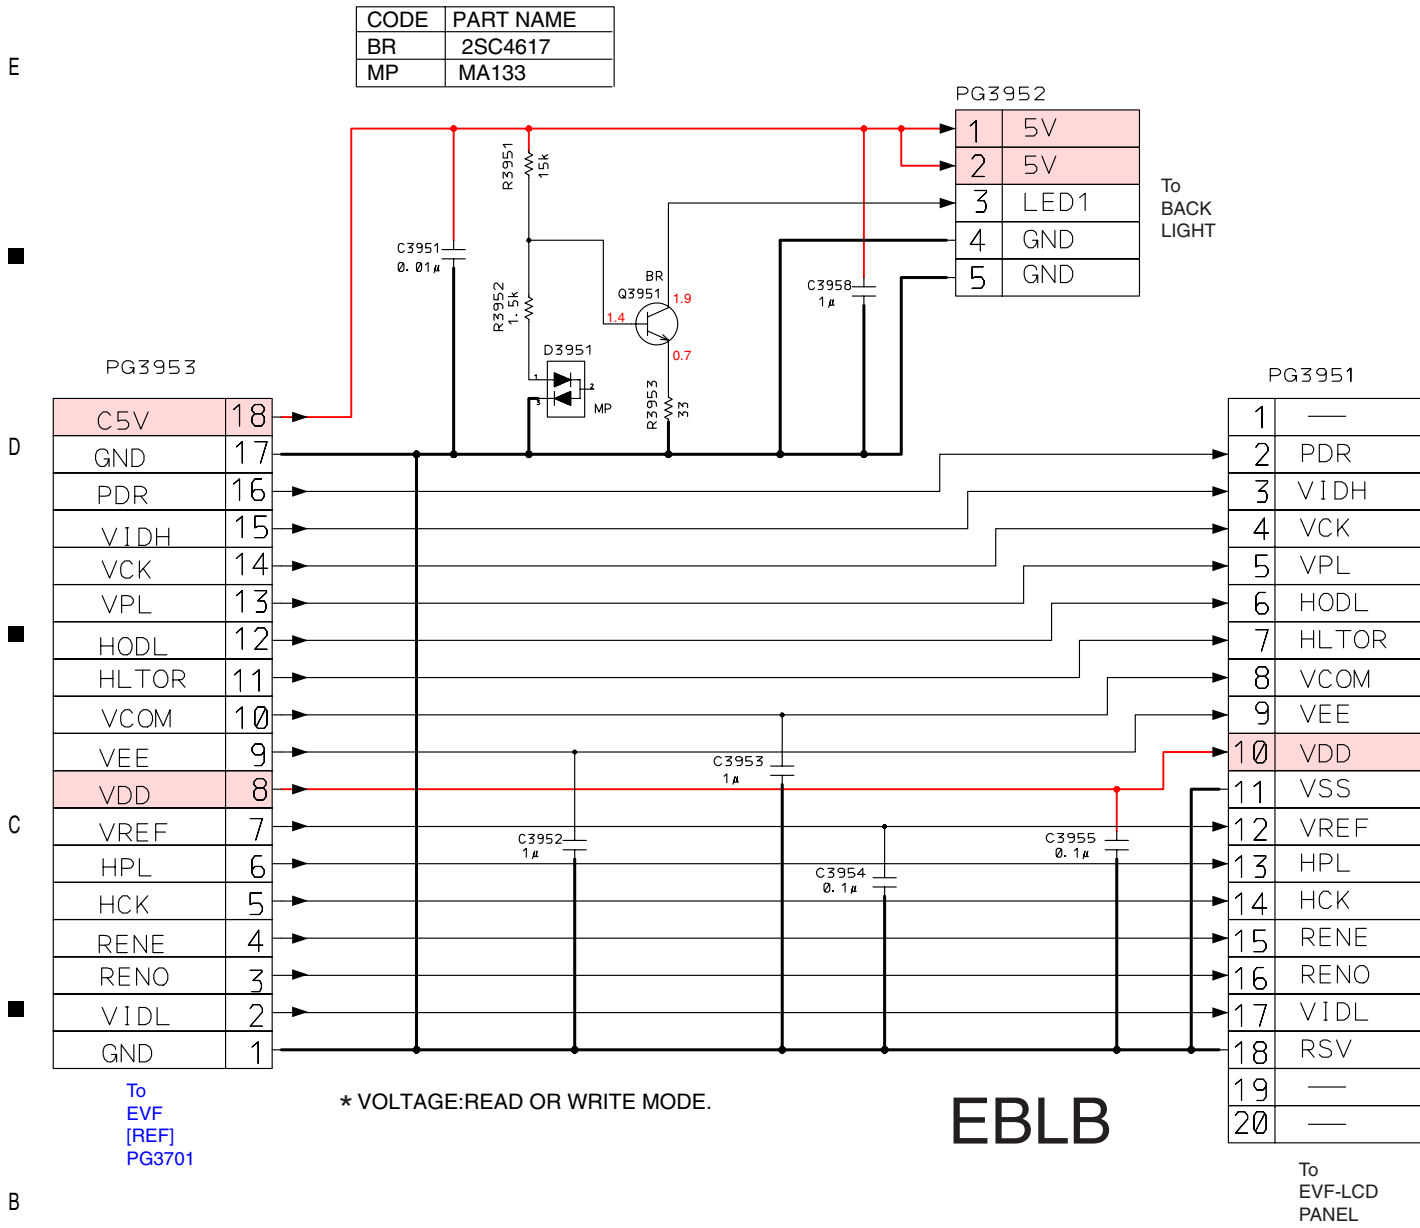 CODE PART NAME
BR 2SC4617
MP MA133
E
D
C
B
PG3952
1 5V
2 5V
3 LED1
4 GND
5 GND
To
BACK
LIGHT
R3951
15k
C3951
0.01µ
R3952
1.5k
BR
Q3951
1.9
1.4
0.7
C3958
1µ
D3951
1
2
3
MP
R3953
33
PG3953
C5V 18
GND 17
PDR 16
VIDH 15
VCK 14
VPL 13
HODL 12
HLTOR 11
VCOM 10
VEE 9
VDD 8
VREF 7
HPL 6
HCK 5
RENE 4
RENO 3
VIDL 2
GND 1
To
EVF
[REF]
PG3701
C3953
1µ
C3952
1µ
C3954
0.1µ
C3955
0.1µ
PG3951
1 —
2 PDR
3 VIDH
4 VCK
5 VPL
6 HODL
7 HLTOR
8 VCOM
9 VEE
10 VDD
11 VSS
12 VREF
13 HPL
14 HCK
15 RENE
16 RENO
17 VIDL
18 RSV
19 —
20 —
To
EVF-LCD
PANEL
* VOLTAGE:READ OR WRITE MODE.
EBLB